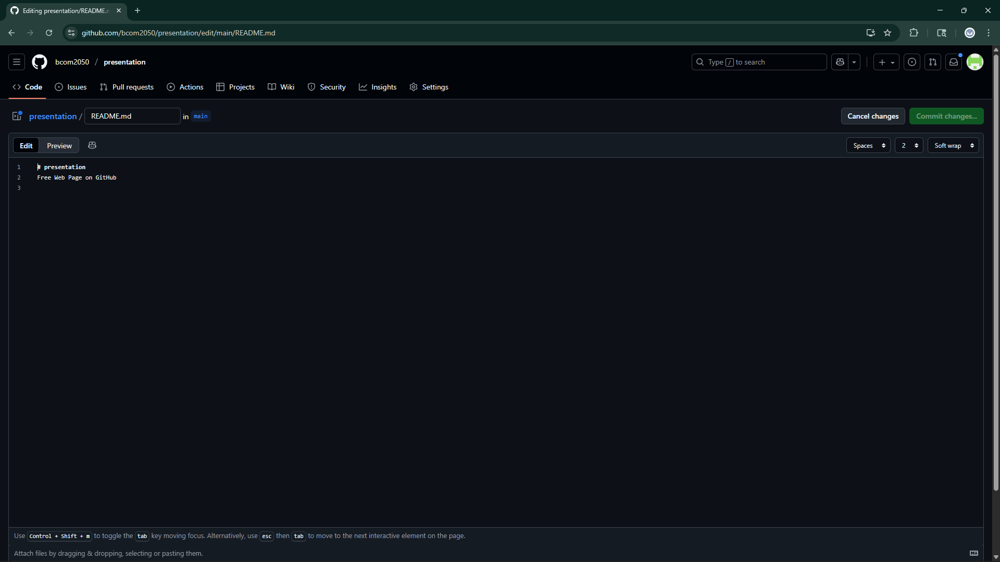 Editing presentation/README.m
github.com/bcom2050/presentation/edit/main/README.md
bcom2050 / presentation
Type / to search
Code Issues Pull requests Actions Projects Wiki Security Insights Settings
presentation / README.md in main
Cancel changes Commit changes...
Edit Preview
Spaces 2 Soft wrap
1 # presentation
2 Free Web Page on GitHub
3
Use Control + Shift + m to toggle the tab key moving focus. Alternatively, use esc then tab to move to the next interactive element on the page.
Attach files by dragging & dropping, selecting or pasting them.